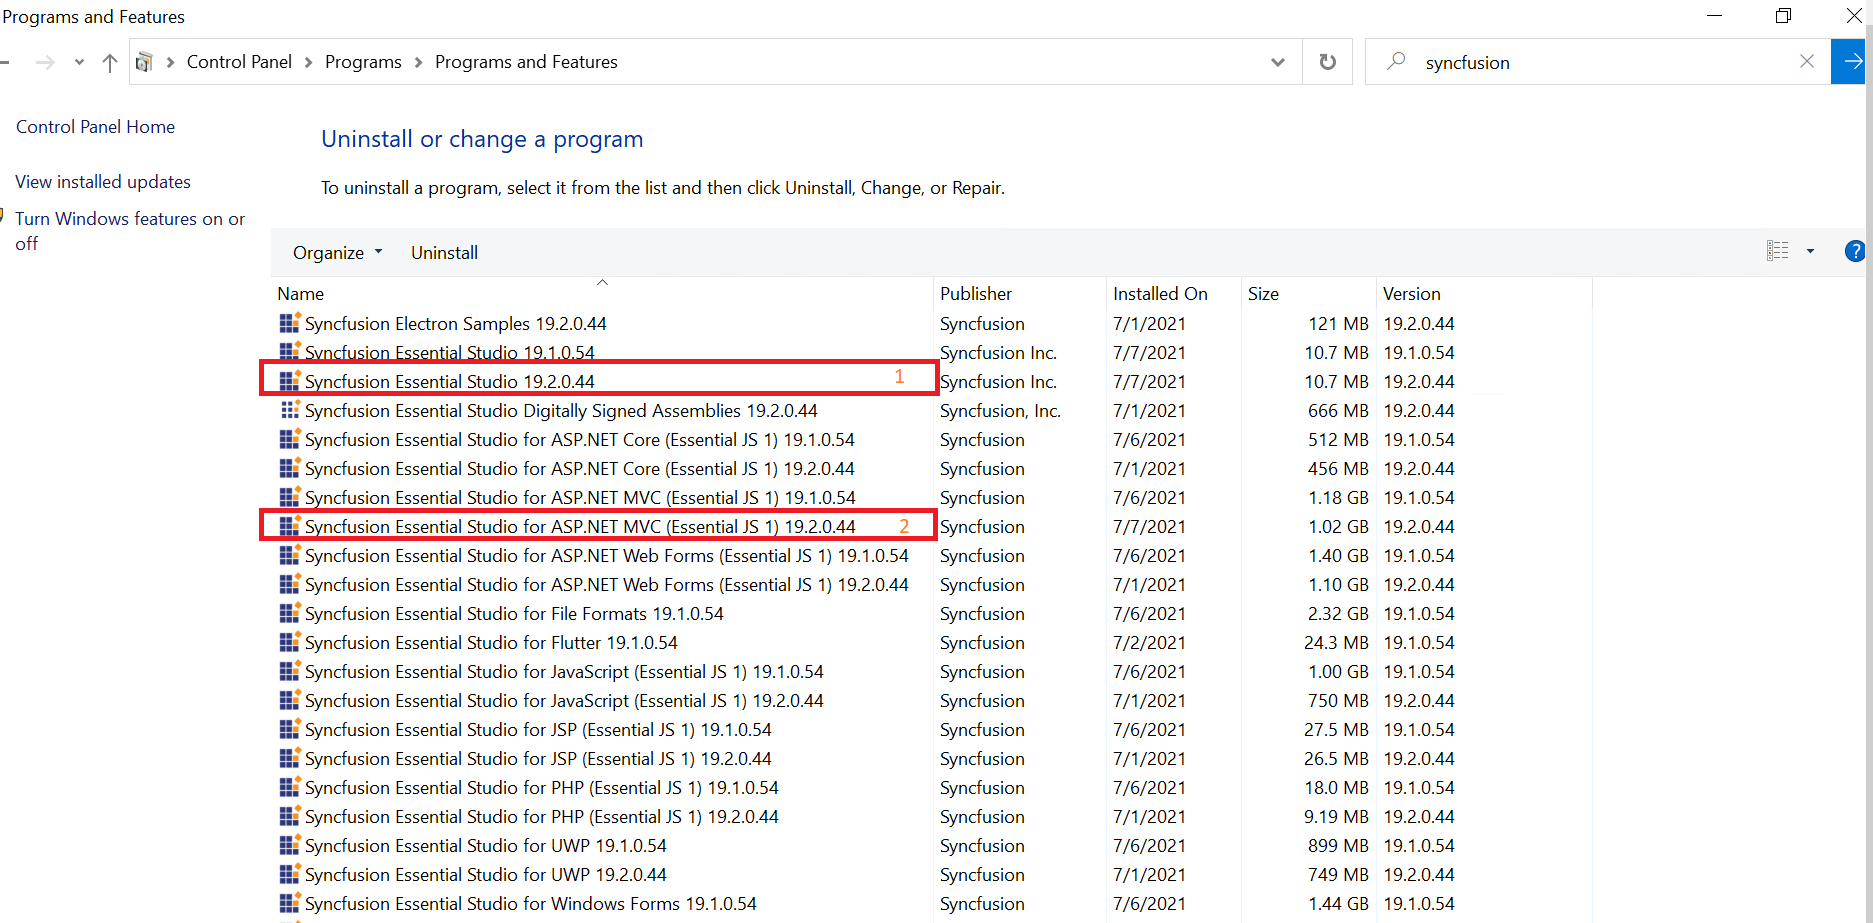 Programs and Features
Control Panel Programs Programs and Features syncfusion
Control Panel Home
View installed updates
Turn Windows features on or
off
Uninstall or change a program
To uninstall a program, select it from the list and then click Uninstall, Change, or Repair.
Organize Uninstall ?
Name Publisher Installed On Size Version
Syncfusion Electron Samples 19.2.0.44 Syncfusion 7/1/2021 121 MB 19.2.0.44
Syncfusion Essential Studio 19.1.0.54 Syncfusion Inc. 7/7/2021 10.7 MB 19.1.0.54
Syncfusion Essential Studio 19.2.0.44 1 Syncfusion Inc. 7/7/2021 10.7 MB 19.2.0.44
Syncfusion Essential Studio Digitally Signed Assemblies 19.2.0.44 Syncfusion, Inc. 7/1/2021 666 MB 19.2.0.44
Syncfusion Essential Studio for ASP.NET Core (Essential JS 1) 19.1.0.54 Syncfusion 7/6/2021 512 MB 19.1.0.54
Syncfusion Essential Studio for ASP.NET Core (Essential JS 1) 19.2.0.44 Syncfusion 7/1/2021 456 MB 19.2.0.44
Syncfusion Essential Studio for ASP.NET MVC (Essential JS 1) 19.1.0.54 Syncfusion 7/6/2021 1.18 GB 19.1.0.54
Syncfusion Essential Studio for ASP.NET MVC (Essential JS 1) 19.2.0.44 2 Syncfusion 7/7/2021 1.02 GB 19.2.0.44
Syncfusion Essential Studio for ASP.NET Web Forms (Essential JS 1) 19.1.0.54 Syncfusion 7/6/2021 1.40 GB 19.1.0.54
Syncfusion Essential Studio for ASP.NET Web Forms (Essential JS 1) 19.2.0.44 Syncfusion 7/1/2021 1.10 GB 19.2.0.44
Syncfusion Essential Studio for File Formats 19.1.0.54 Syncfusion 7/6/2021 2.32 GB 19.1.0.54
Syncfusion Essential Studio for Flutter 19.1.0.54 Syncfusion 7/2/2021 24.3 MB 19.1.0.54
Syncfusion Essential Studio for JavaScript (Essential JS 1) 19.1.0.54 Syncfusion 7/6/2021 1.00 GB 19.1.0.54
Syncfusion Essential Studio for JavaScript (Essential JS 1) 19.2.0.44 Syncfusion 7/1/2021 750 MB 19.2.0.44
Syncfusion Essential Studio for JSP (Essential JS 1) 19.1.0.54 Syncfusion 7/6/2021 27.5 MB 19.1.0.54
Syncfusion Essential Studio for JSP (Essential JS 1) 19.2.0.44 Syncfusion 7/1/2021 26.5 MB 19.2.0.44
Syncfusion Essential Studio for PHP (Essential JS 1) 19.1.0.54 Syncfusion 7/6/2021 18.0 MB 19.1.0.54
Syncfusion Essential Studio for PHP (Essential JS 1) 19.2.0.44 Syncfusion 7/1/2021 9.19 MB 19.2.0.44
Syncfusion Essential Studio for UWP 19.1.0.54 Syncfusion 7/6/2021 899 MB 19.1.0.54
Syncfusion Essential Studio for UWP 19.2.0.44 Syncfusion 7/1/2021 749 MB 19.2.0.44
Syncfusion Essential Studio for Windows Forms 19.1.0.54 Syncfusion 7/6/2021 1.44 GB 19.1.0.54